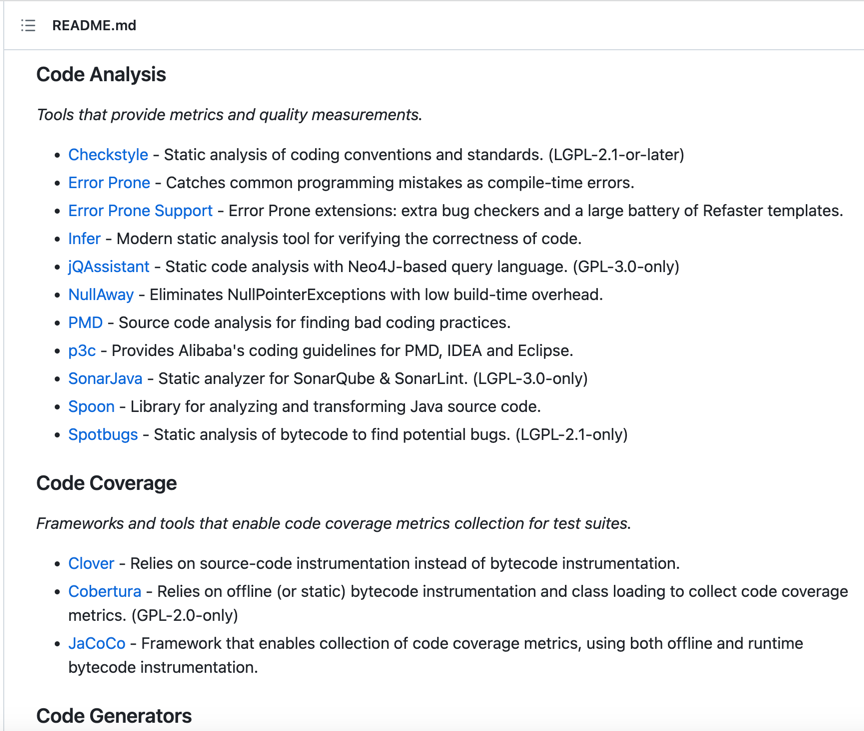 README.md
Code Analysis
Tools that provide metrics and quality measurements.
• Checkstyle - Static analysis of coding conventions and standards. (LGPL-2.1-or-later)
• Error Prone - Catches common programming mistakes as compile-time errors.
• Error Prone Support - Error Prone extensions: extra bug checkers and a large battery of Refaster templates.
• Infer - Modern static analysis tool for verifying the correctness of code.
• jQAssistant - Static code analysis with Neo4J-based query language. (GPL-3.0-only)
• NullAway - Eliminates NullPointerExceptions with low build-time overhead.
• PMD - Source code analysis for finding bad coding practices.
• p3c - Provides Alibaba's coding guidelines for PMD, IDEA and Eclipse.
• SonarJava - Static analyzer for SonarQube & SonarLint. (LGPL-3.0-only)
• Spoon - Library for analyzing and transforming Java source code.
• Spotbugs - Static analysis of bytecode to find potential bugs. (LGPL-2.1-only)
Code Coverage
Frameworks and tools that enable code coverage metrics collection for test suites.
• Clover - Relies on source-code instrumentation instead of bytecode instrumentation.
• Cobertura - Relies on offline (or static) bytecode instrumentation and class loading to collect code coverage
metrics. (GPL-2.0-only)
• JaCoCo - Framework that enables collection of code coverage metrics, using both offline and runtime
bytecode instrumentation.
Code Generators